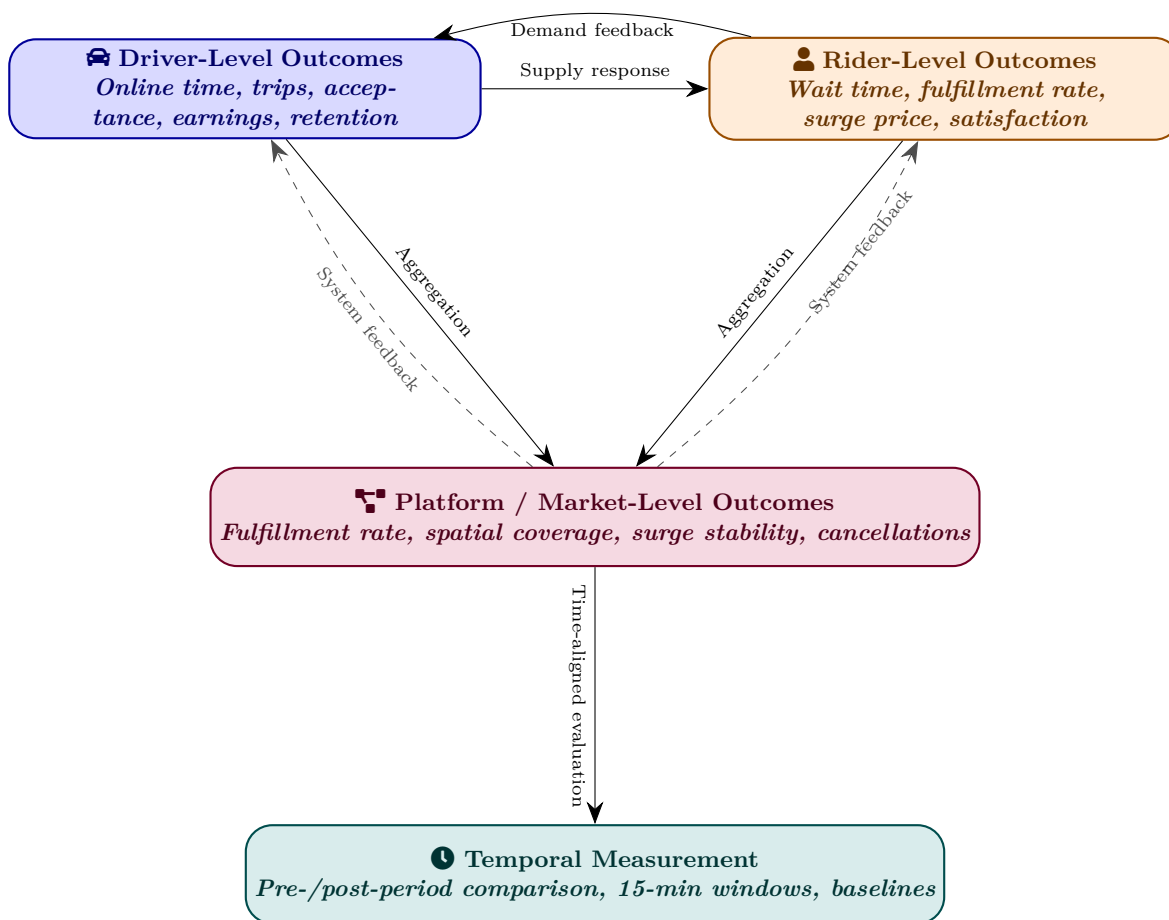 Demand feedback
Driver-Level Outcomes
Online time, trips, accep-
tance, earnings, retention
Supply response
Rider-Level Outcomes
Wait time, fulfillment rate,
surge price, satisfaction
Aggregation
System feedback
Aggregation
System feedback
Platform / Market-Level Outcomes
Fulfillment rate, spatial coverage, surge stability, cancellations
Time-aligned evaluation
Temporal Measurement
Pre-/post-period comparison, 15-min windows, baselines